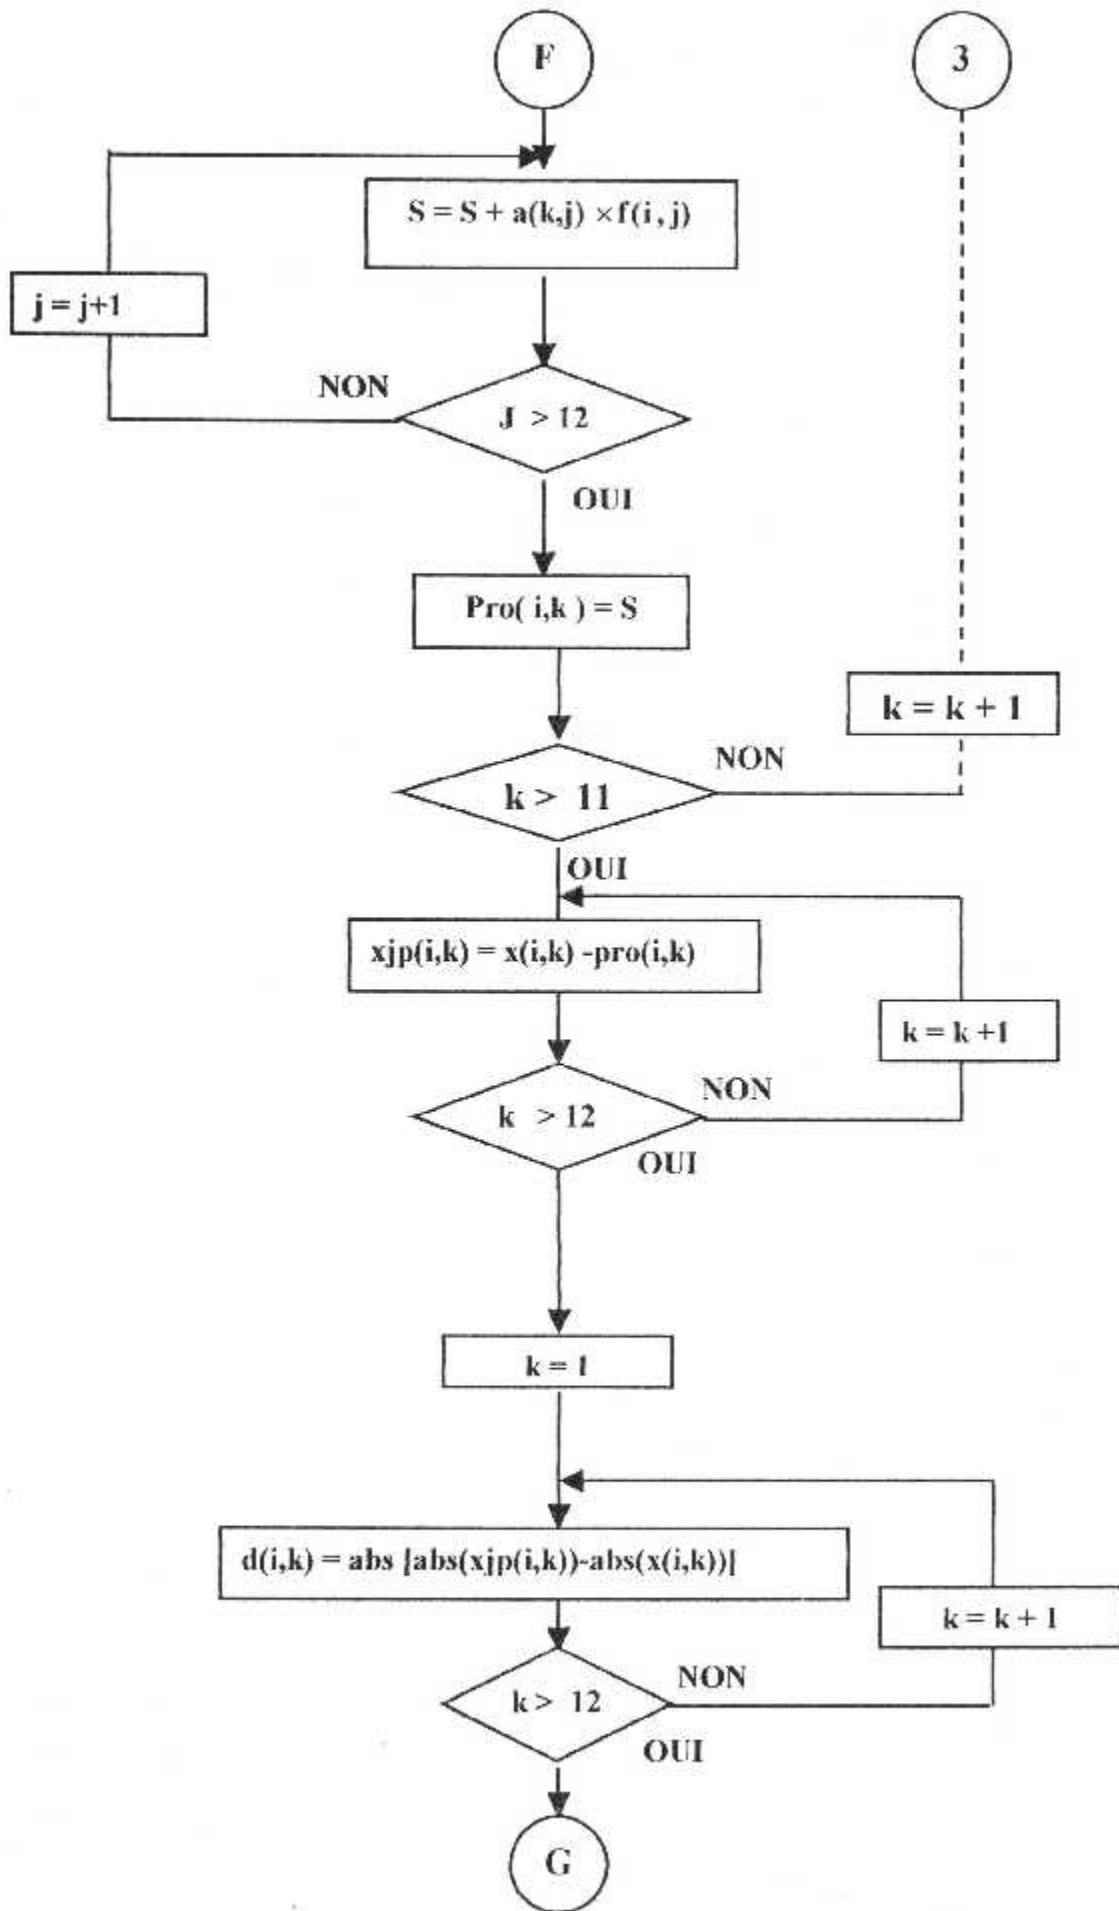 F
3
S = S + a(k,j) ×f(i , j)
j = j+1
NON
J > 12
OUI
Pro( i,k ) = S
k = k + 1
NON
k > 11
OUI
xjp(i,k) = x(i,k) -pro(i,k)
k = k +1
NON
k > 12
OUI
k = 1
d(i,k) = abs {abs(xjp(i,k))-abs(x(i,k))}
k = k + 1
NON
k > 12
OUI
G